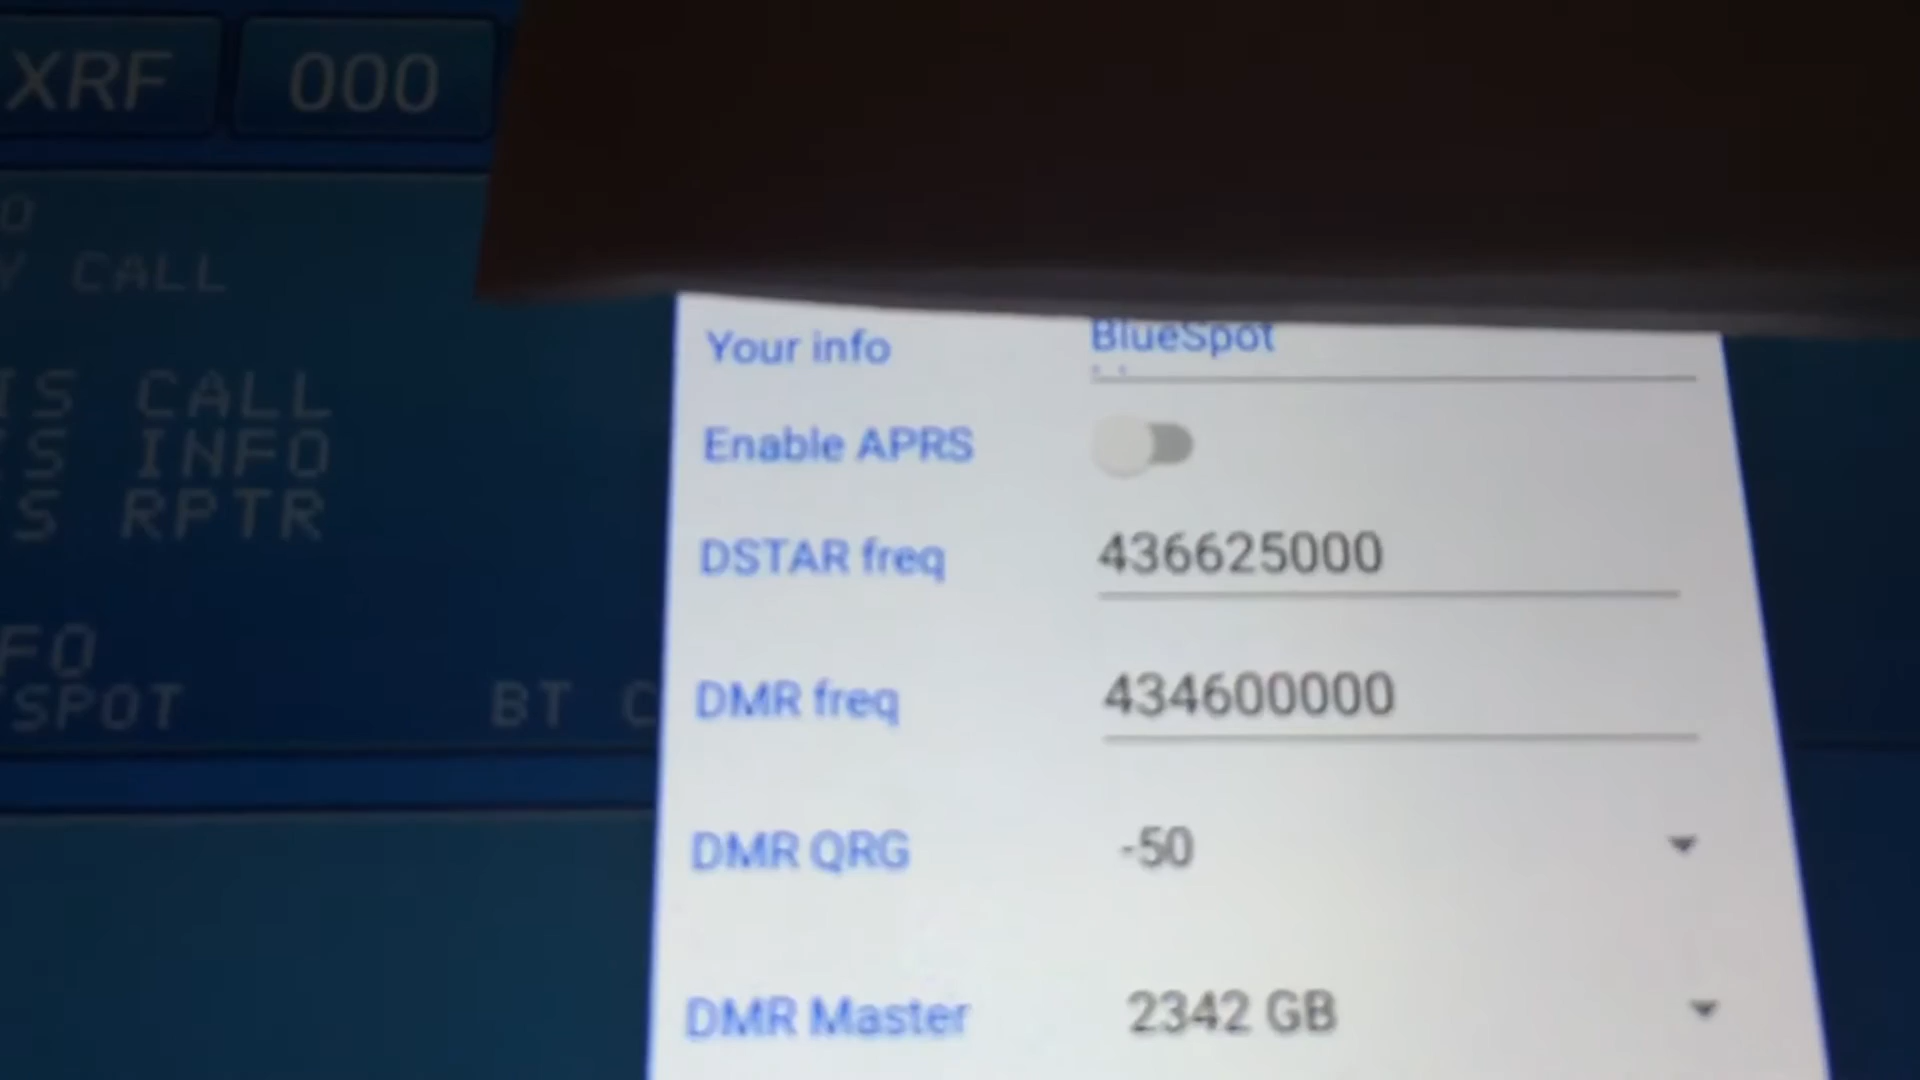 XRF 000
CALL
CALL
INFO
RPTR
SPOT BT
Your info BlueSpot
Enable APRS
DSTAR freq 436625000
DMR freq 434600000
DMR QRG -50
DMR Master 2342 GB